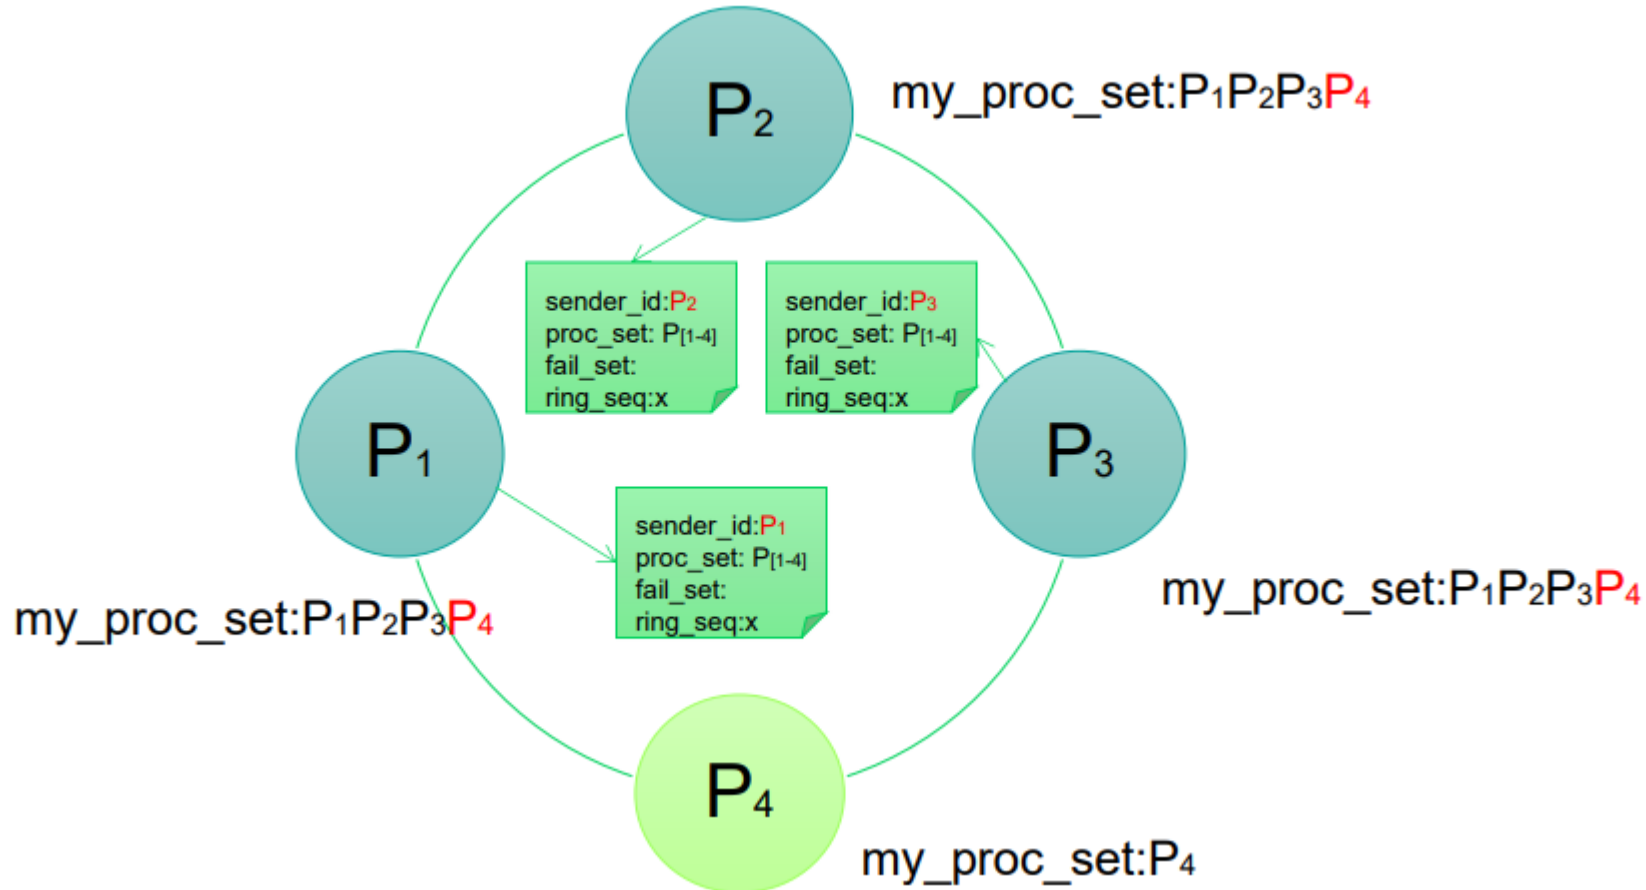 P2
my_proc_set:P1P2P3P4
sender_id:P2
proc_set: P[1-4]
fail_set:
ring_seq:x
sender_id:P3
proc_set: P[1-4]
fail_set:
ring_seq:x
P1
P3
sender_id:P1
proc_set: P[1-4]
fail_set:
ring_seq:x
my_proc_set:P1P2P3P4
my_proc_set:P1P2P3P4
P4
my_proc_set:P4